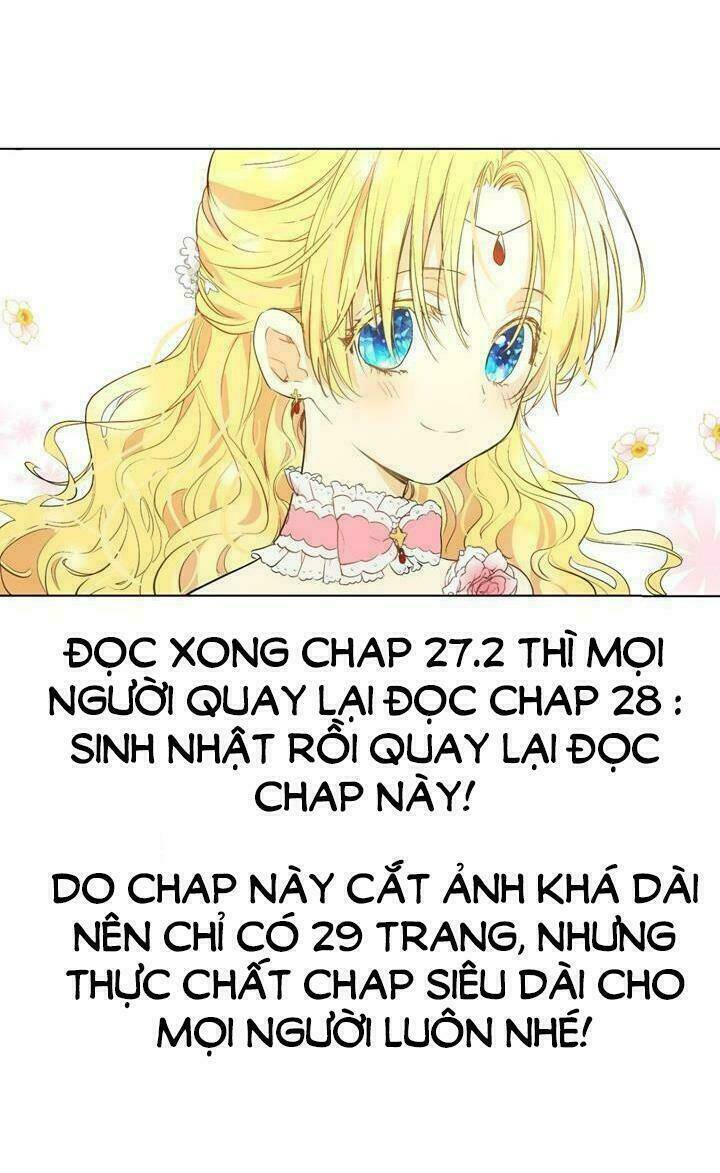 ĐỌC XONG CHAP 27.2 THÌ MỌI
NGƯỜI QUAY LẠI ĐỌC CHAP 28 :
SINH NHẬT RỒI QUAY LẠI ĐỌC
CHAP NÀY!
DO CHAP NÀY CẮT ẢNH KHÁ DÀI
NÊN CHỈ CÓ 29 TRANG, NHƯNG
THỰC CHẤT CHAP SIÊU DÀI CHO
MỌI NGƯỜI LUÔN NHÉ!